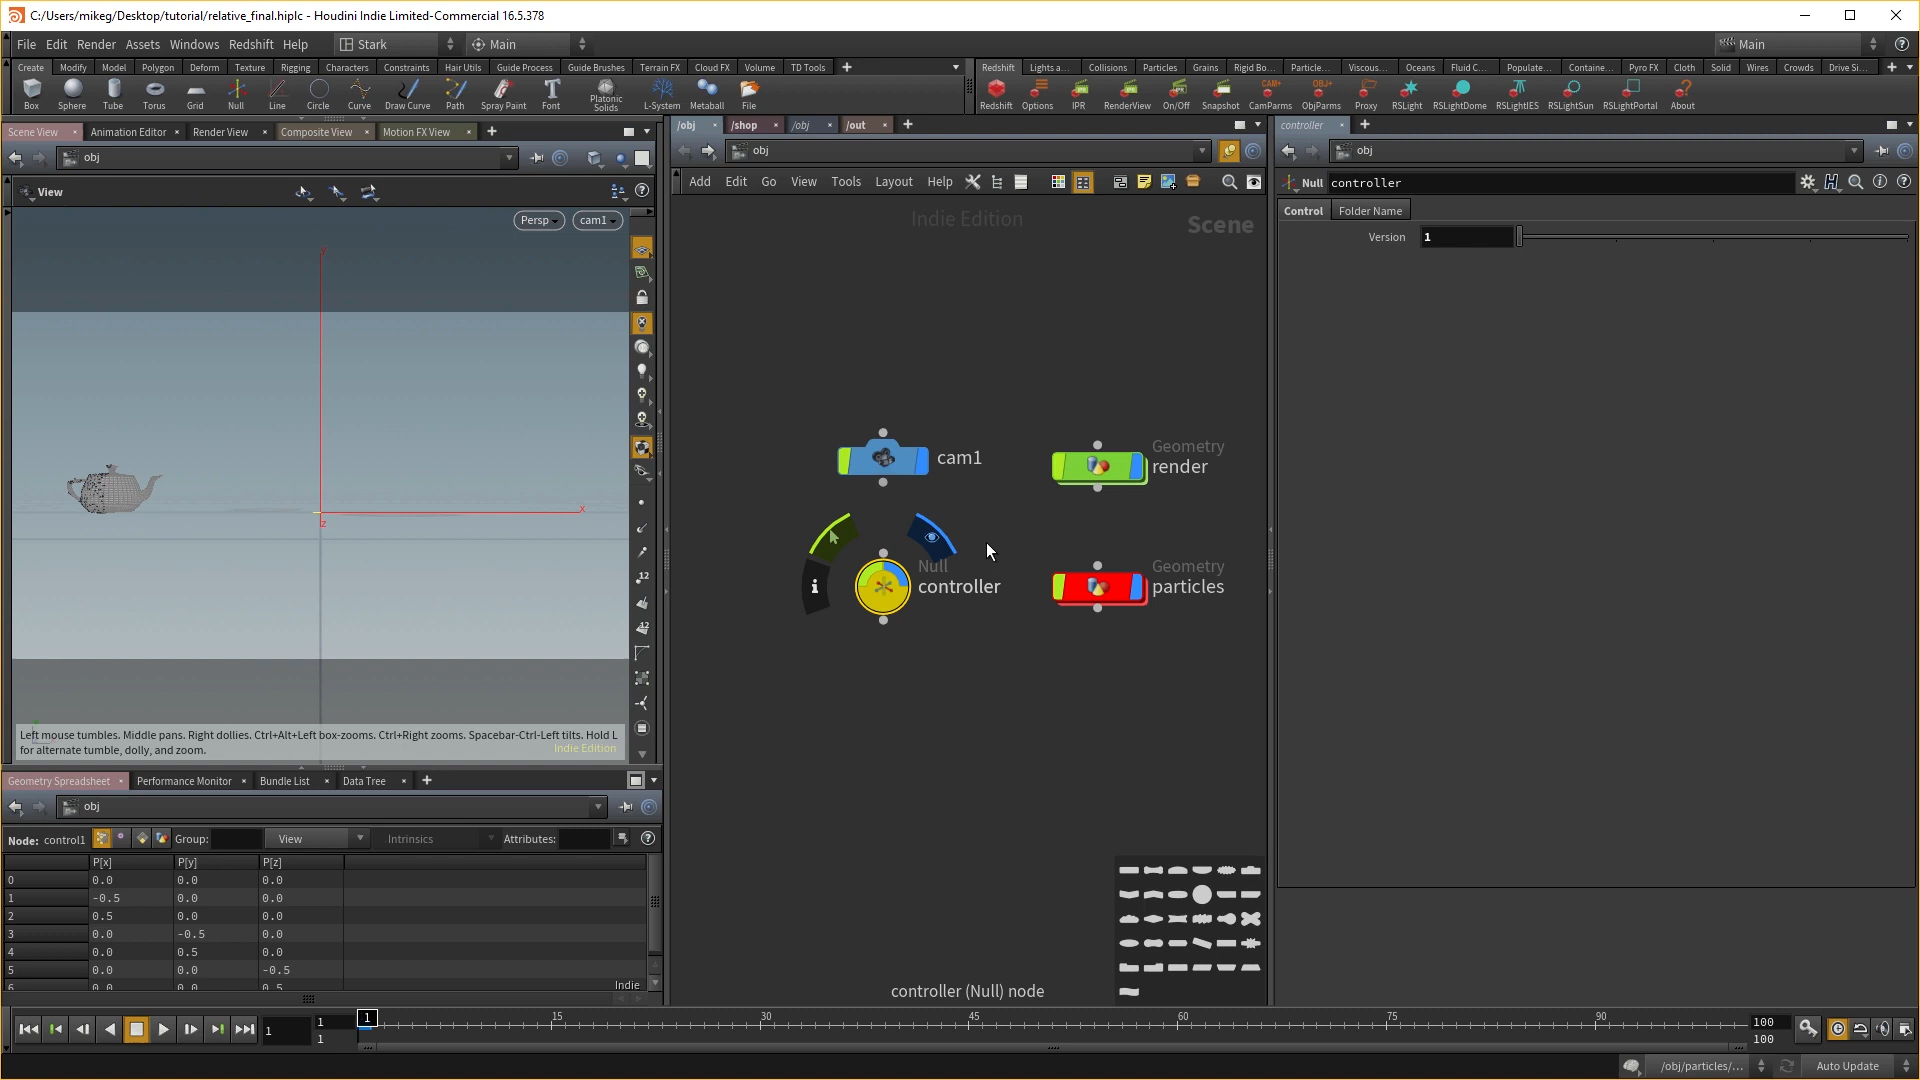 C:/Users/mikeg/Desktop/tutorial/relative_final.hiplc - Houdini Indie Limited-Commercial 16.5.378
File Edit Render Assets Windows Redshift Help Stark Main Main
Create Modify Model Polygon Deform Texture Rigging Characters Constraints Hair Utils Guide Process Guide Brushes Terrain FX Cloud FX Volume TD Tools
Redshift Lights a... Collisions Particles Grains Rigid Bo... Particle... Viscous... Oceans Fluid C... Populate... Containe... Pyro FX Cloth Solid Wires Crowds Drive Si...
Box Sphere Tube Torus Grid Null Line Circle Curve Draw Curve Path Spray Paint Font Platonic Solids L-System Metaball File
Redshift Options IPR RenderView On/Off Snapshot CamParms ObjParms Proxy RSLight RSLightDome RSLightIES RSLightSun RSLightPortal About
Scene View Animation Editor Render View Composite View Motion FX View
/obj /shop /obj /out
controller
obj
obj
obj
View
Add Edit Go View Tools Layout Help
Null controller
Persp cam1
Indie Edition
Scene
Control Folder Name
Version 1
y
x
z
cam1
Geometry
render
Null
controller
Geometry
particles
12
12
Left mouse tumbles. Middle pans. Right dollies. Ctrl+Alt+Left box-zooms. Ctrl+Right zooms. Spacebar-Ctrl-Left tilts. Hold L
for alternate tumble, dolly, and zoom.
Indie Edition
Geometry Spreadsheet Performance Monitor Bundle List Data Tree
obj
Node: control1 Group: View Intrinsics Attributes:
P[x] P[y] P[z]
0 0.0 0.0 0.0
1 -0.5 0.0 0.0
2 0.5 0.0 0.0
3 0.0 -0.5 0.0
4 0.0 0.5 0.0
5 0.0 0.0 -0.5
6 0.0 0.0 0.5
Indie
controller (Null) node
1 1 1 1 15 30 45 60 75 90 100 100
/obj/particles/... Auto Update